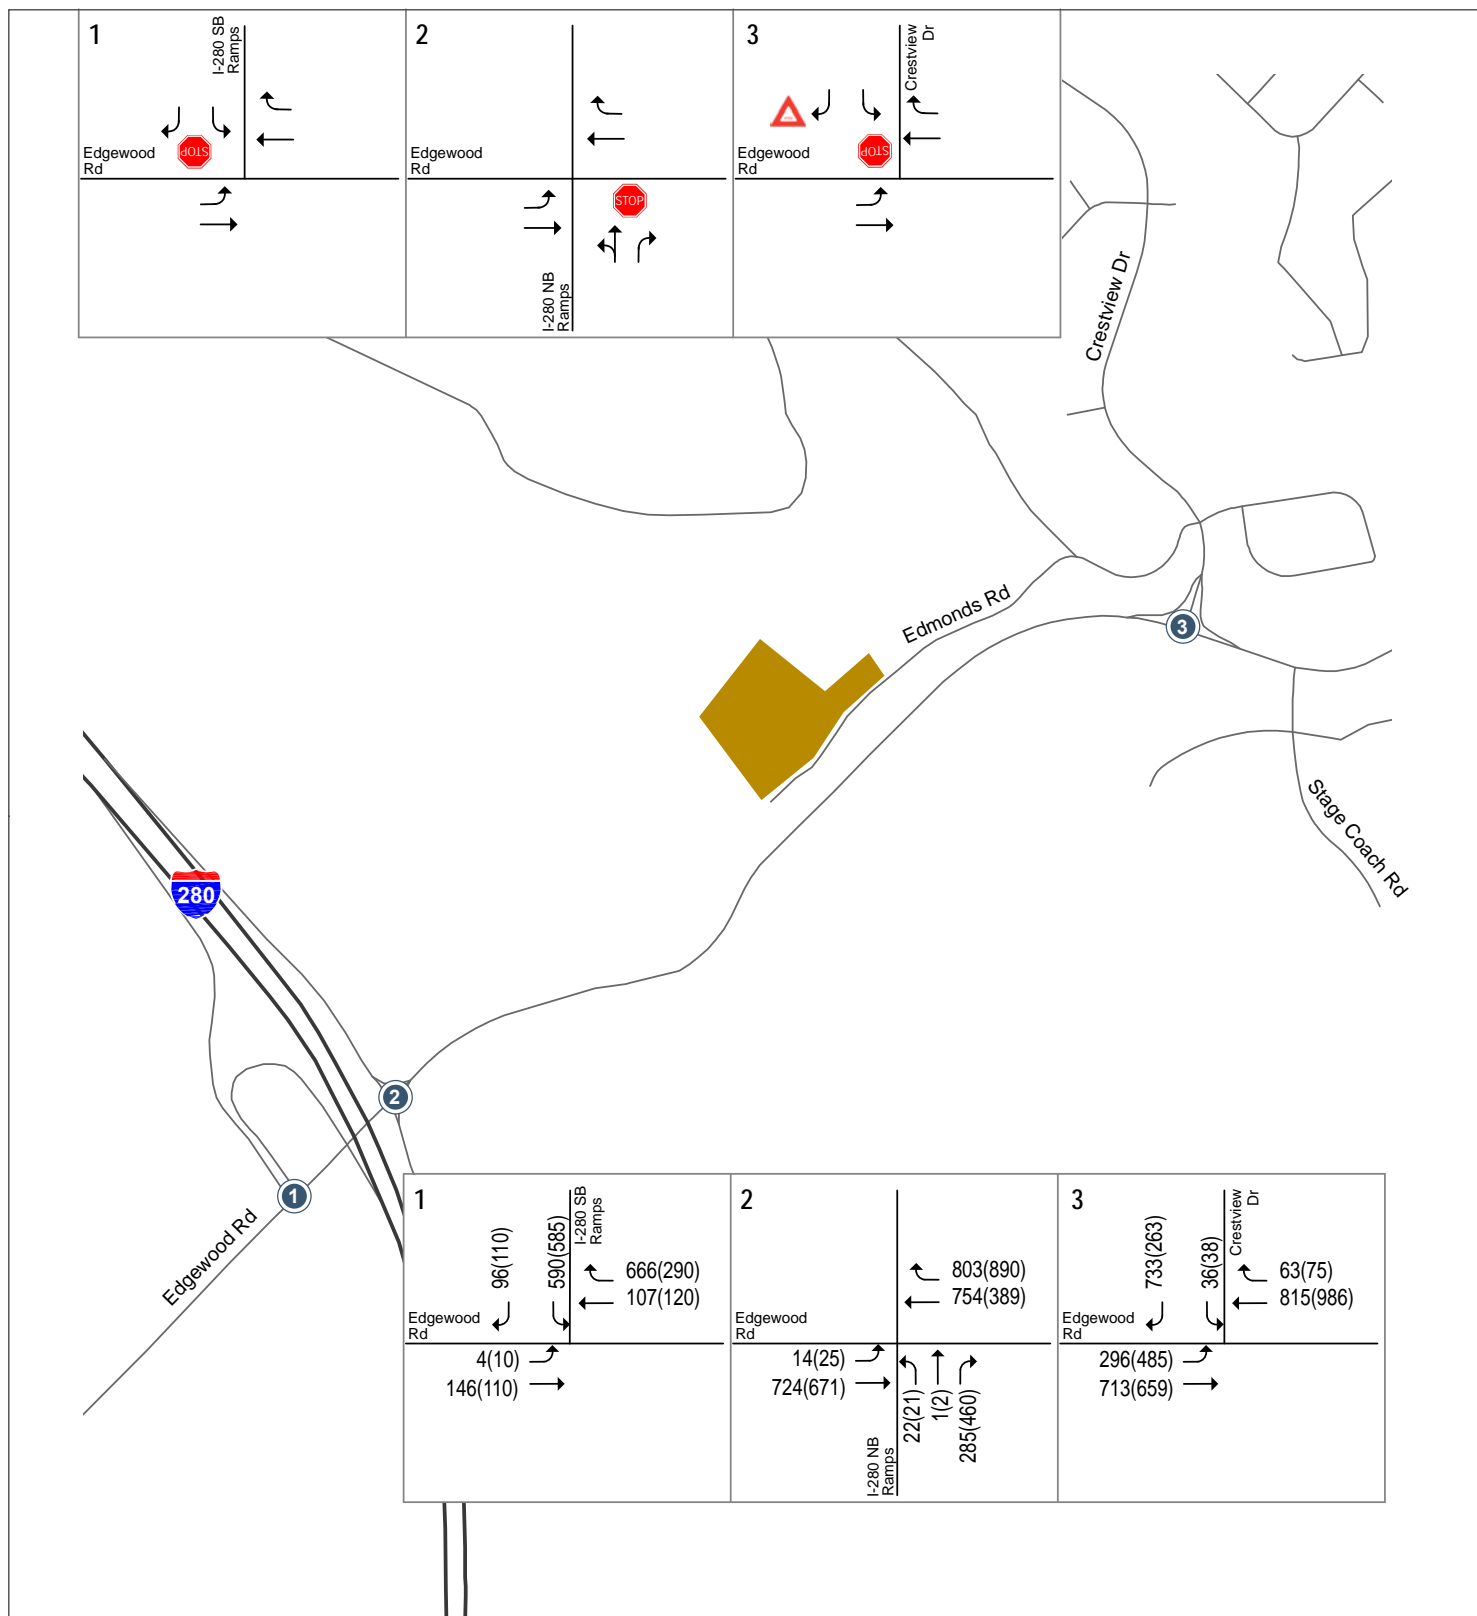 1
I-280 SB
Ramps
Edgewood
Rd
STOP
2
Edgewood
Rd
STOP
I-280 NB
Ramps
3
Crestview
Dr
Edgewood
Rd
STOP
Crestview Dr
Edmonds Rd
3
Stage Coach Rd
280
2
1
Edgewood Rd
1
96(110)
590(585)
I-280 SB
Ramps
666(290)
107(120)
Edgewood
Rd
4(10)
146(110)
2
803(890)
754(389)
Edgewood
Rd
14(25)
724(671)
22(21)
1(2)
285(460)
I-280 NB
Ramps
3
733(263)
36(38)
Crestview
Dr
63(75)
815(986)
Edgewood
Rd
296(485)
713(659)